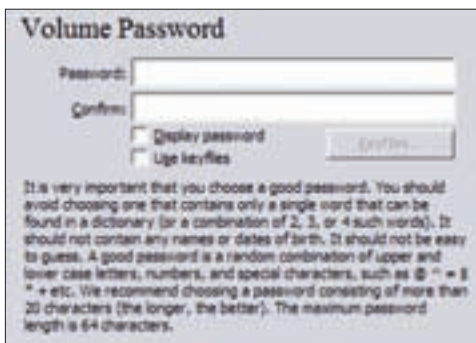 Volume Password
Password:
Confirm:
Display password
Use keyfiles
Keyfiles...
It is very important that you choose a good password. You should
avoid choosing one that contains only a single word that can be
found in a dictionary (or a combination of 2, 3, or 4 such words). It
should not contain any names or dates of birth. It should not be easy
to guess. A good password is a random combination of upper and
lower case letters, numbers, and special characters, such as @ ^ = $
* + etc. We recommend choosing a password consisting of more than
20 characters (the longer, the better). The maximum password
length is 64 characters.